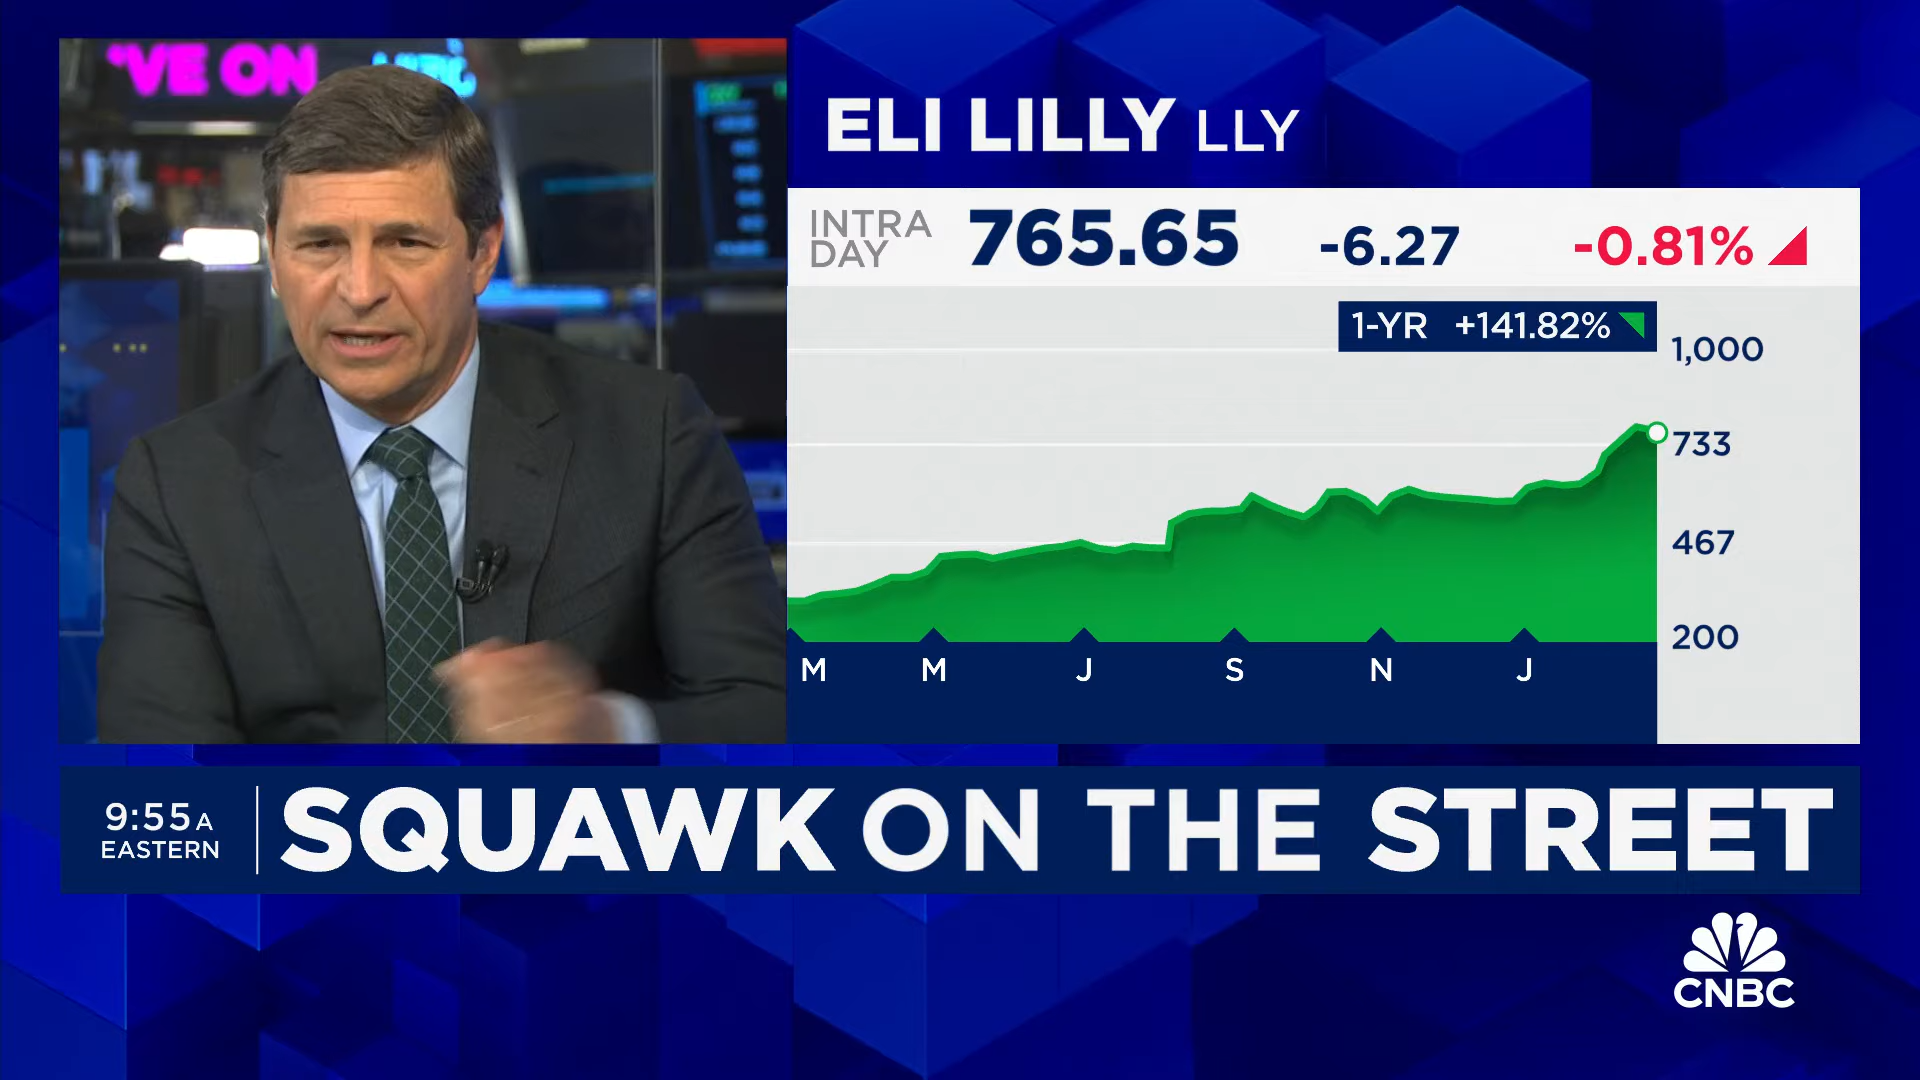 'VE ON
ELI LILLY LLY
INTRA
DAY
765.65 -6.27 -0.81%
1-YR +141.82%
1,000
733
467
200
M M J S N J
9:55A
EASTERN
SQUAWK ON THE STREET
CNBC